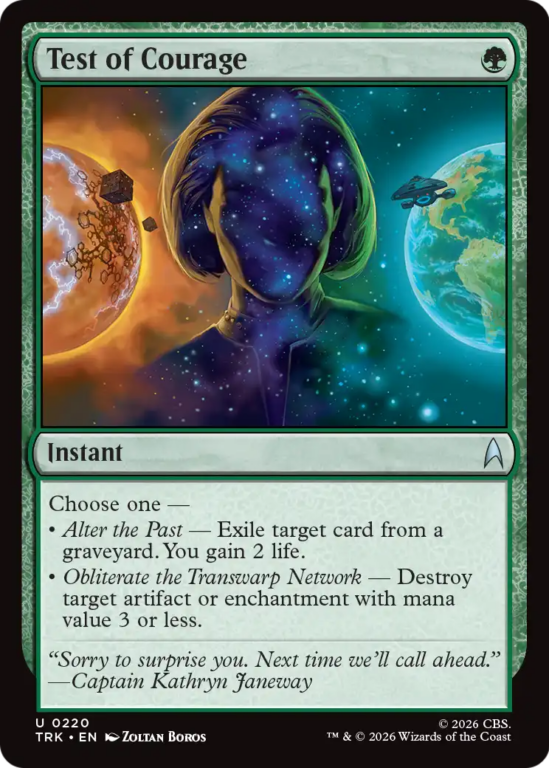 Test of Courage
Instant
Choose one —
• Alter the Past — Exile target card from a
graveyard. You gain 2 life.
• Obliterate the Transwarp Network — Destroy
target artifact or enchantment with mana
value 3 or less.
“Sorry to surprise you. Next time we’ll call ahead.”
—Captain Kathryn Janeway
U 0220
TRK • EN Zoltan Boros
© 2026 CBS.
™ & © 2026 Wizards of the Coast